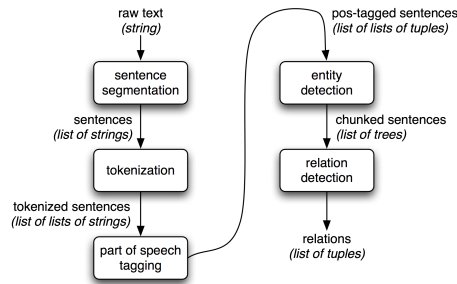 raw text
(string)
sentence
segmentation
sentences
(list of strings)
tokenization
tokenized sentences
(list of lists of strings)
part of speech
tagging
pos-tagged sentences
(list of lists of tuples)
entity
detection
chunked sentences
(list of trees)
relation
detection
relations
(list of tuples)